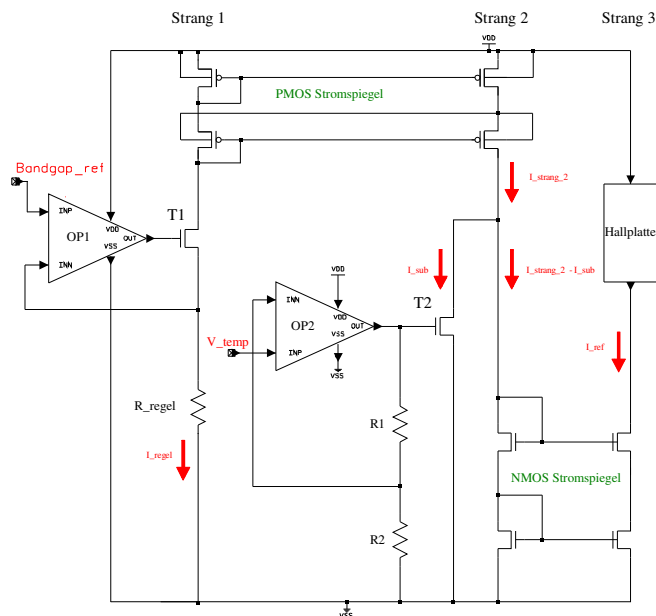 Strang 1
Strang 2
Strang 3
VDD
PMOS Stromspiegel
Bandgap_ref
I_strang_2
T1
INP
VDD
OUT
OP1
VSS
INN
Hallplatte
I_sub
I_strang_2 - I_sub
VDD
T2
INN
VDD
OUT
OP2
VSS
I_ref
V_temp
INP
VSS
R_regel
R1
I_regel
NMOS Stromspiegel
R2
VSS